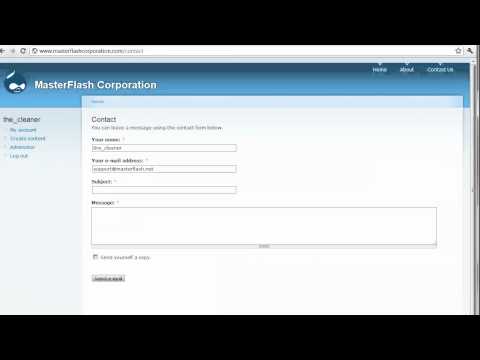 www.masterflashcorporation.com/contact
Home
About
Contact Us
MasterFlash Corporation
Home
the_cleaner
My account
Create content
Administer
Log out
Contact
You can leave a message using the contact form below.
Your name: *
the_cleaner
Your e-mail address: *
support@masterflash.net
Subject: *
Message: *
Send yourself a copy.
Send e-mail